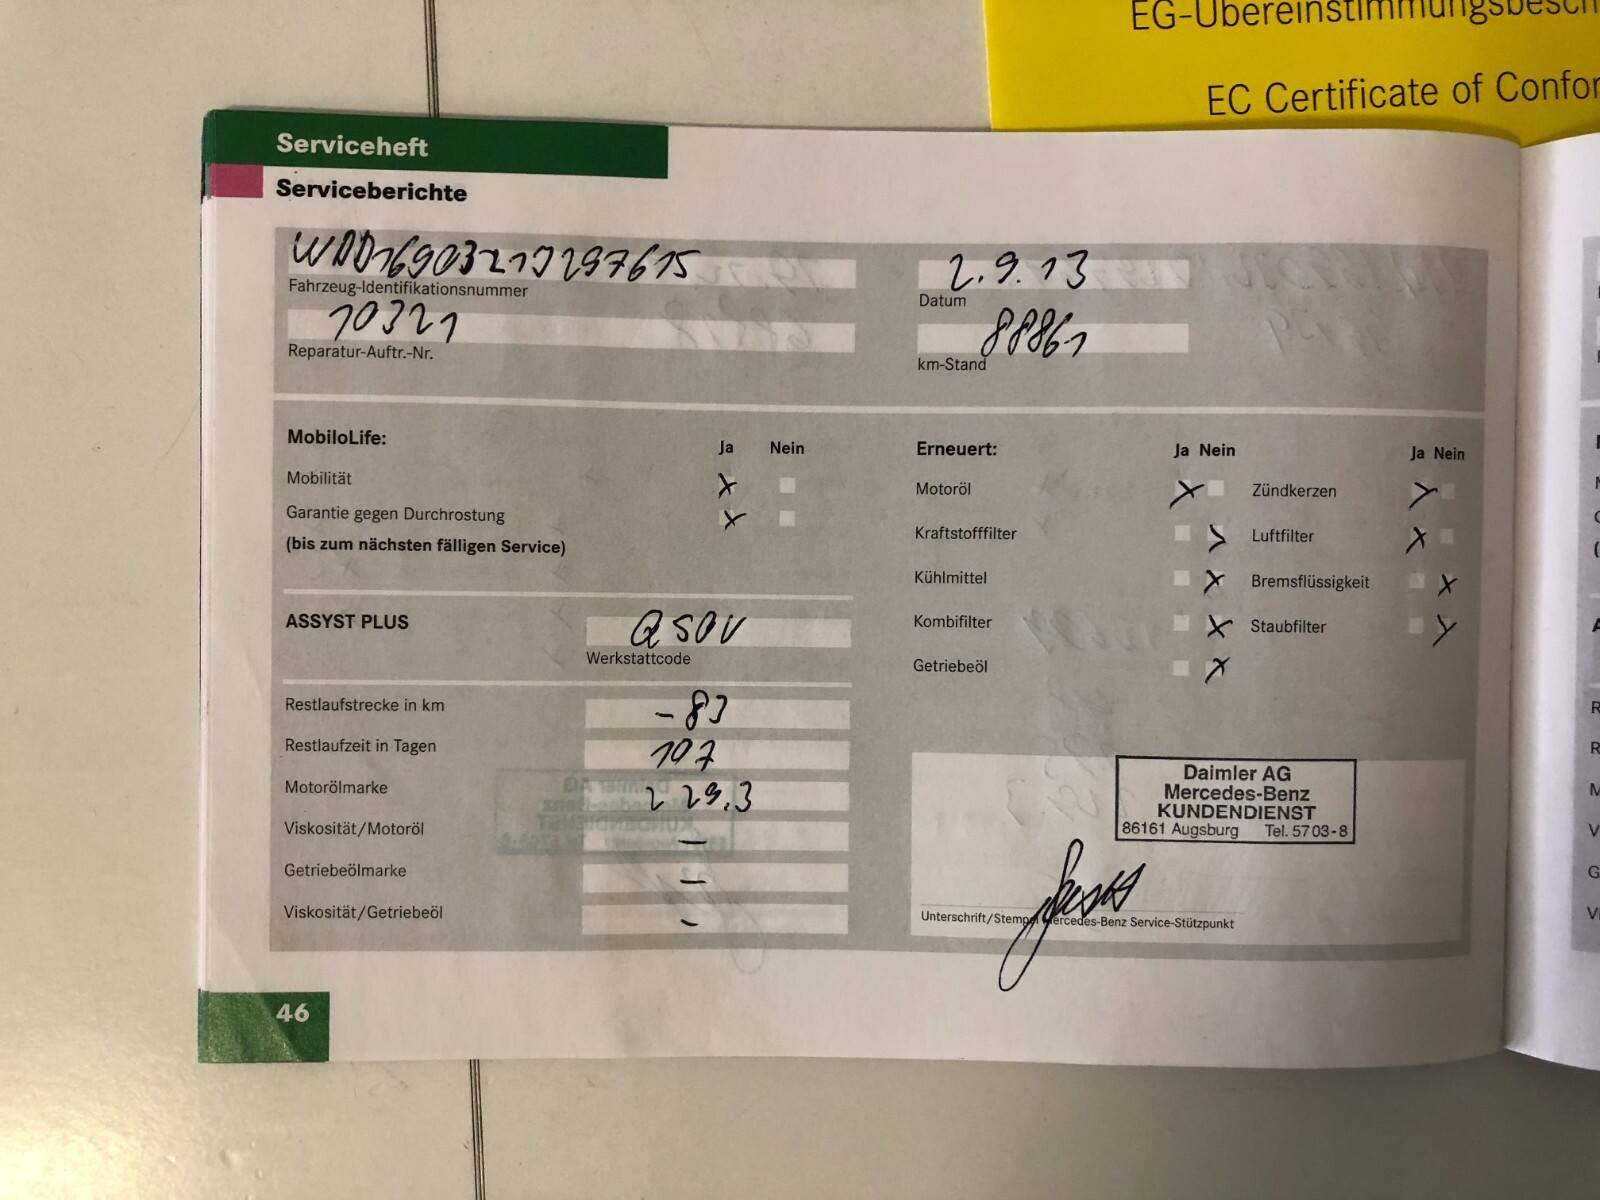 EG-Übereinstimmungsbesch
EC Certificate of Confor
Serviceheft
Serviceberichte
WDD1690321J297615
2.9.13
Fahrzeug-Identifikationsnummer
Datum
10321
88861
Reparatur-Auftr.-Nr.
km-Stand
MobiloLife:
Ja Nein
Mobilität
Garantie gegen Durchrostung
(bis zum nächsten fälligen Service)
Erneuert:
Ja Nein
Ja Nein
Motoröl
Zündkerzen
Kraftstofffilter
Luftfilter
Kühlmittel
Bremsflüssigkeit
Kombifilter
Staubfilter
Getriebeöl
ASSYST PLUS
Werkstattcode
Restlaufstrecke in km
-83
Restlaufzeit in Tagen
107
Motorölmarke
229.3
Viskosität/Motoröl
–
Getriebeölmarke
–
Viskosität/Getriebeöl
–
Daimler AG
Mercedes-Benz
KUNDENDIENST
86161 Augsburg Tel. 5703-8
Unterschrift/Stempel Mercedes-Benz Service-Stützpunkt
46